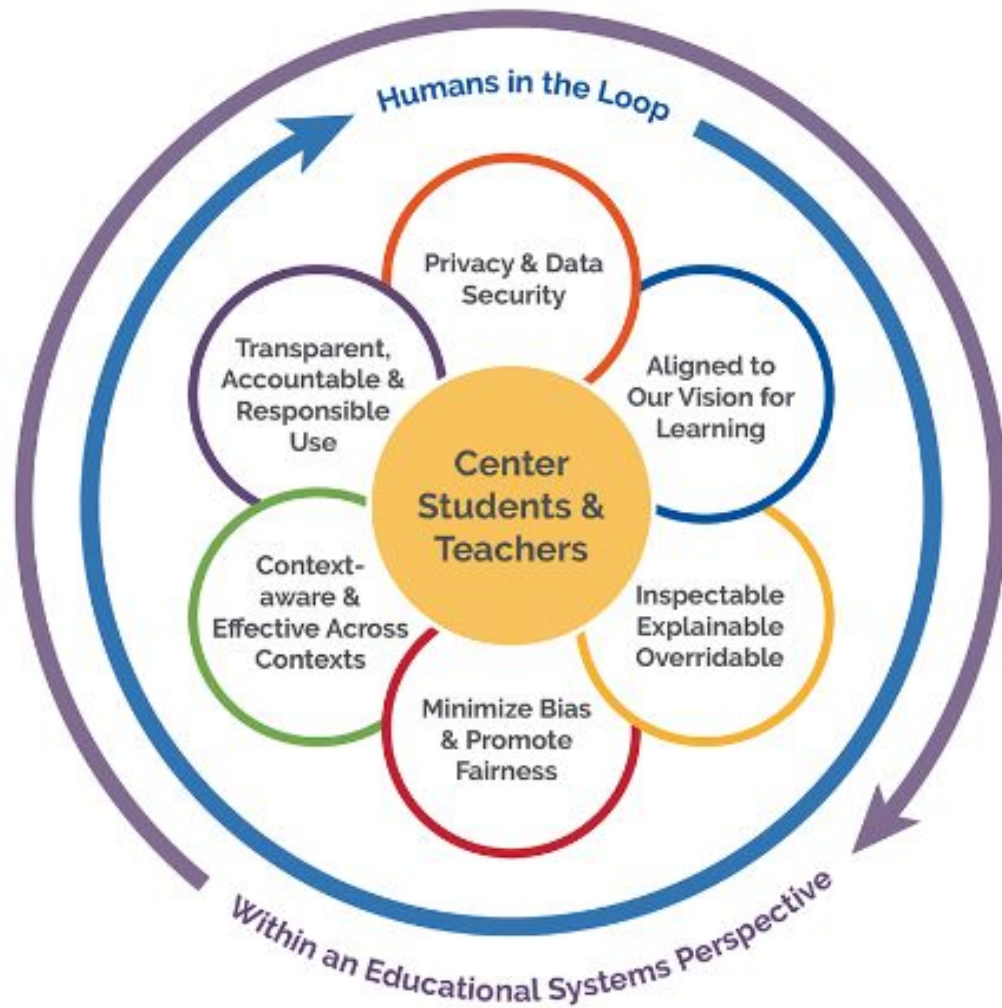 Humans in the Loop
Privacy & Data
Security
Transparent,
Accountable &
Responsible
Use
Aligned to
Our Vision for
Learning
Center
Students &
Teachers
Context-
aware &
Effective Across
Contexts
Inspectable
Explainable
Overridable
Minimize Bias
& Promote
Fairness
Within an Educational Systems Perspective